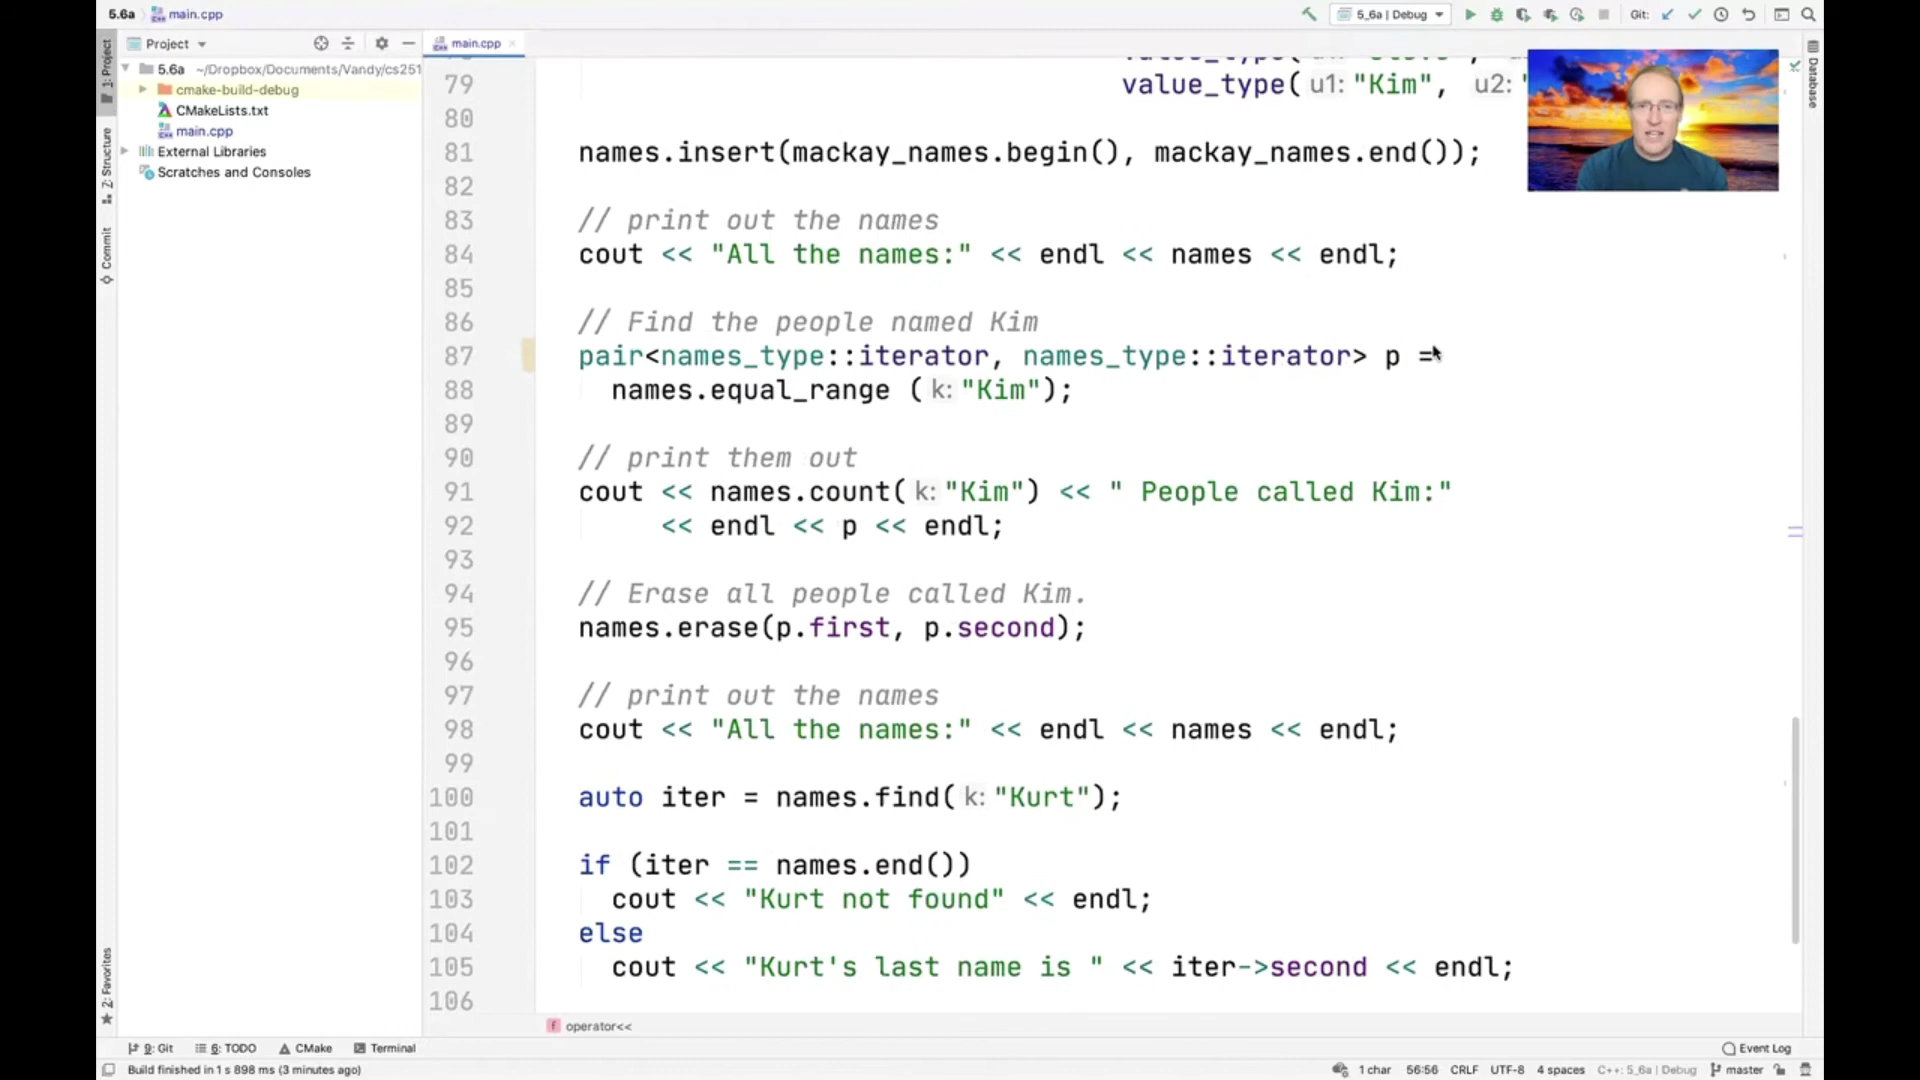 5.6a main.cpp
5_6a | Debug
Git:
Project
main.cpp
1: Project
5.6a ~/Dropbox/Documents/Vandy/cs251
cmake-build-debug
CMakeLists.txt
main.cpp
External Libraries
Scratches and Consoles
Z: Structure
Commit
2: Favorites
Database
79 value_type( u1: "Kim", u2: "
80
81 names.insert(mackay_names.begin(), mackay_names.end());
82
83 // print out the names
84 cout << "All the names:" << endl << names << endl;
85
86 // Find the people named Kim
87 pair<names_type::iterator, names_type::iterator> p =
88 names.equal_range ( k: "Kim");
89
90 // print them out
91 cout << names.count( k: "Kim") << " People called Kim:"
92 << endl << p << endl;
93
94 // Erase all people called Kim.
95 names.erase(p.first, p.second);
96
97 // print out the names
98 cout << "All the names:" << endl << names << endl;
99
100 auto iter = names.find( k: "Kurt");
101
102 if (iter == names.end())
103 cout << "Kurt not found" << endl;
104 else
105 cout << "Kurt's last name is " << iter->second << endl;
106
f operator<<
9: Git 6: TODO CMake Terminal Event Log
Build finished in 1 s 898 ms (3 minutes ago) 1 char 56:56 CRLF UTF-8 4 spaces C++: 5_6a | Debug master